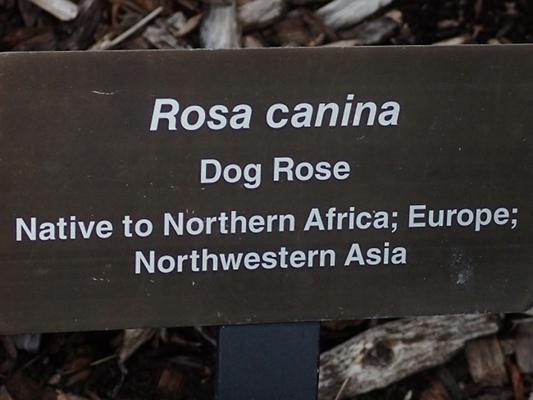 Rosa canina
Dog Rose
Native to Northern Africa; Europe;
Northwestern Asia